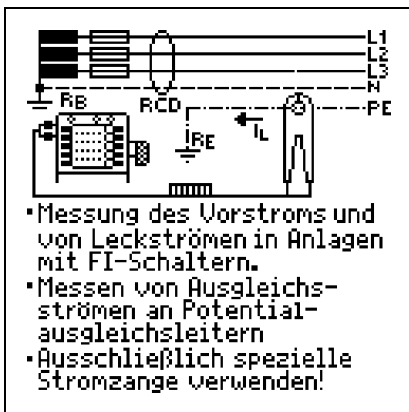 L1
L2
L3
N
RB RCD PE
RE IL
•Messung des Vorstroms und
von Leckströmen in Anlagen
mit FI-Schaltern.
•Messen von Ausgleichs-
strömen an Potential-
ausgleichsleitern
•Ausschließlich spezielle
Stromzange verwenden!